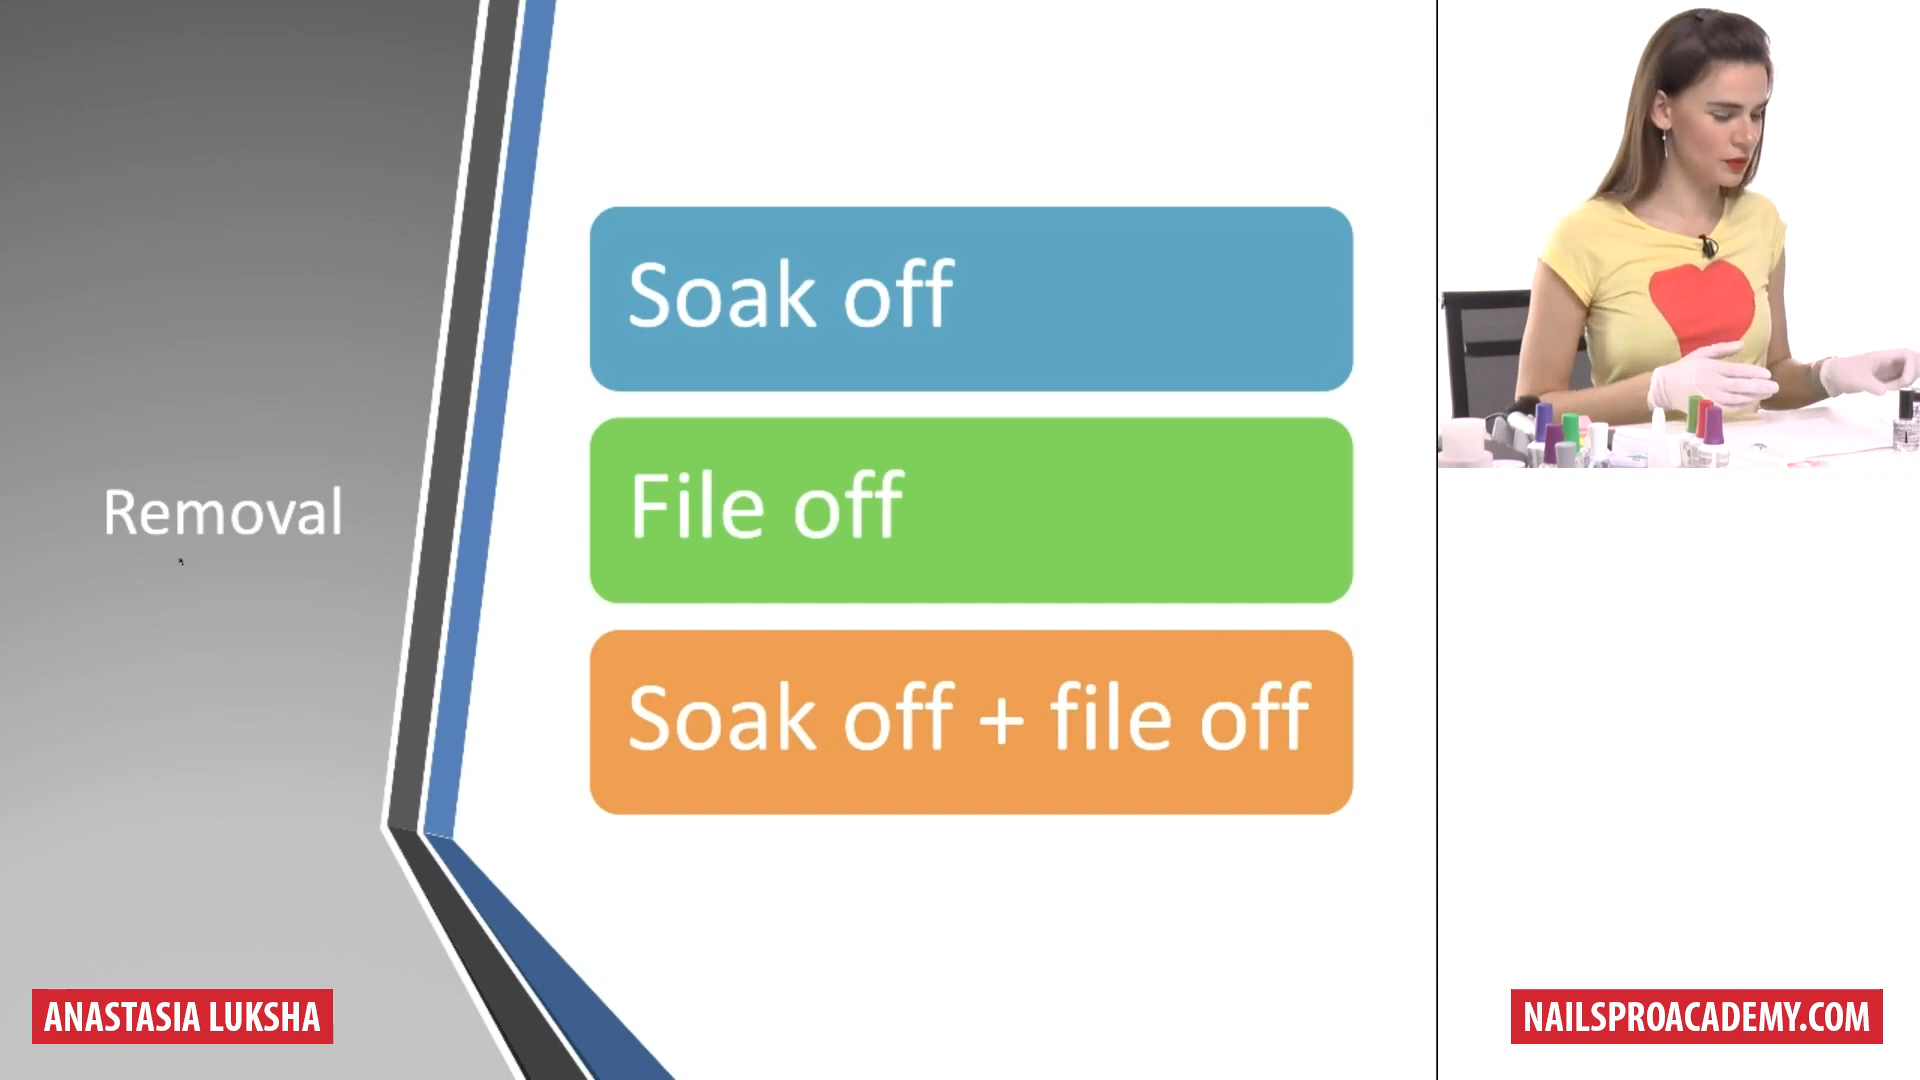 Removal
Soak off
File off
Soak off + file off
ANASTASIA LUKSHA
NAILSPROACADEMY.COM